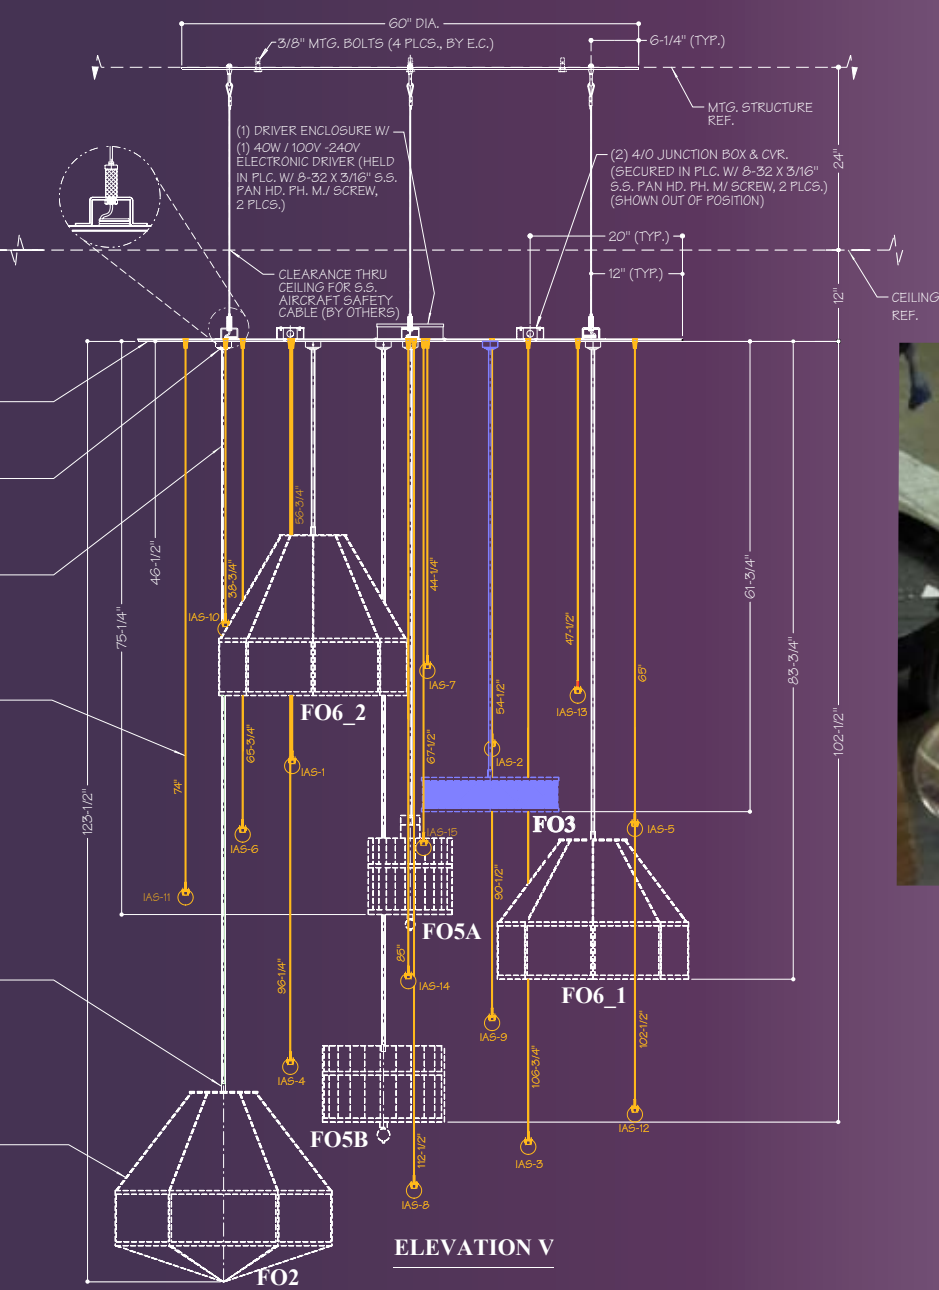 60" DIA.
3/8" MTG. BOLTS (4 PLCS., BY E.C.)
6-1/4" (TYP.)
MTG. STRUCTURE
REF.
24"
(1) DRIVER ENCLOSURE W/
(1) 40W / 100V -240V
ELECTRONIC DRIVER (HELD
IN PLC. W/ 8-32 X 3/16" S.S.
PAN HD. PH. M./ SCREW,
2 PLCS.)
(2) 4/0 JUNCTION BOX & CVR.
(SECURED IN PLC. W/ 8-32 X 3/16"
S.S. PAN HD. PH. M/ SCREW, 2 PLCS.)
(SHOWN OUT OF POSITION)
20" (TYP.)
12" (TYP.)
12"
CLEARANCE THRU
CEILING FOR S.S.
AIRCRAFT SAFETY
CABLE (BY OTHERS)
CEILING
REF.
56-3/4"
46-1/2"
38-3/4"
44-1/4"
61-3/4"
75-1/4"
IAS-10
47-1/2"
83-3/4"
65"
IAS-7
54-1/2"
FO6_2
IAS-13
65-3/4"
67-1/2"
102-1/2"
IAS-1
IAS-2
74"
123-1/2"
FO3
IAS-5
IAS-15
IAS-6
90-1/2"
IAS-11
FO5A
85"
96-1/4"
IAS-14
FO6_1
IAS-9
102-1/2"
106-3/4"
IAS-4
IAS-12
FO5B
112-1/2"
IAS-3
IAS-8
ELEVATION V
FO2